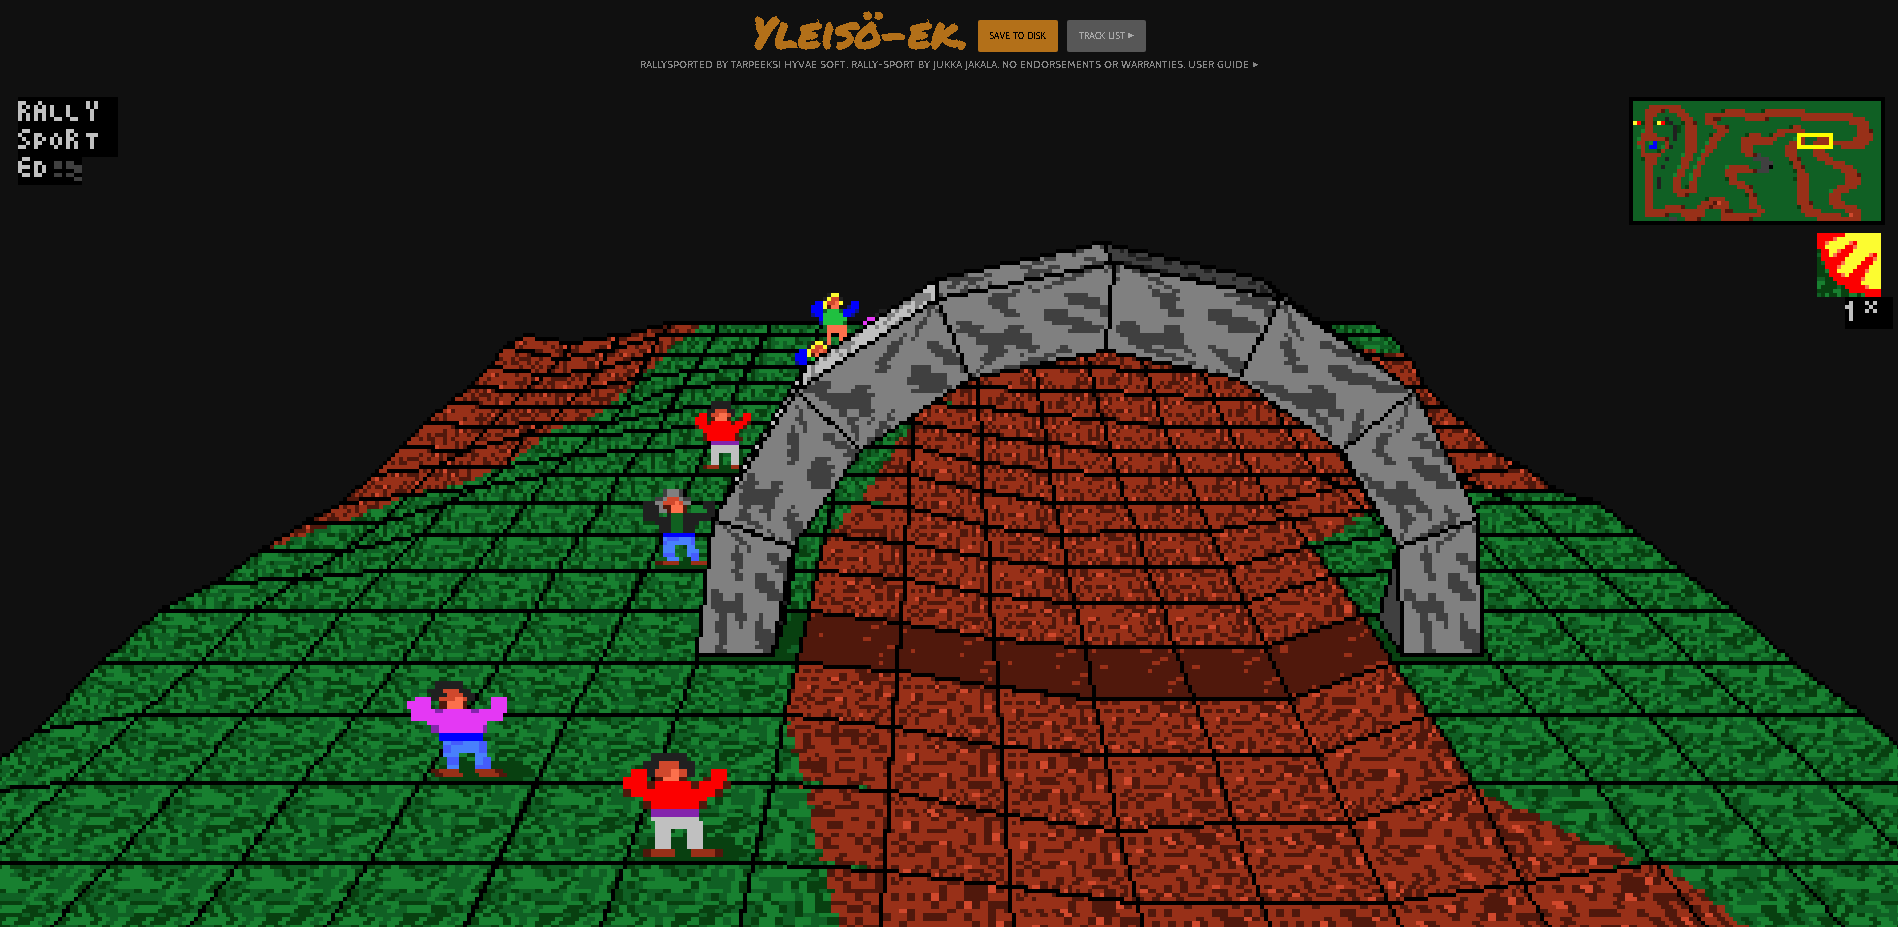 Yleisö-ek.
SAVE TO DISK
TRACK LIST ►
RALLYSPORTED BY TARPEEKSI HYVAE SOFT. RALLY-SPORT BY JUKKA JAKALA. NO ENDORSEMENTS OR WARRANTIES. USER GUIDE ►
RALLY
SPORT
ED
1 *